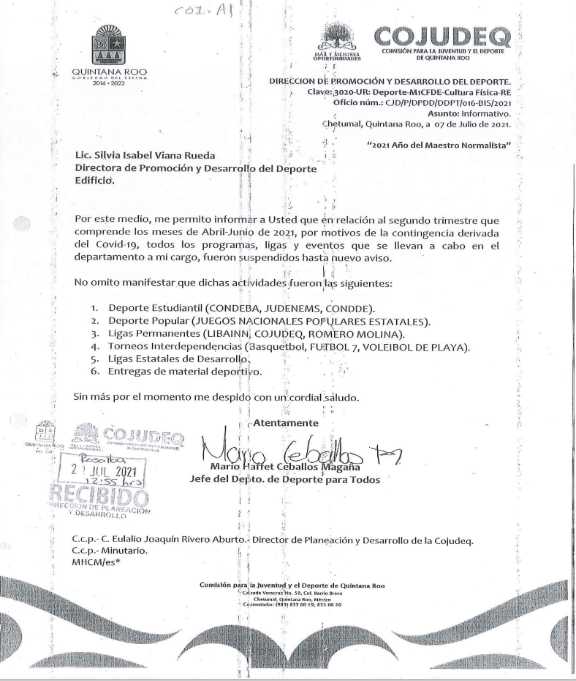 C01-A1
QUINTANA ROO
GOBIERNO DEL ESTADO
2016 - 2022
MÁS Y MEJORES
OPORTUNIDADES
COJUDEQ
COMISIÓN PARA LA JUVENTUD Y EL DEPORTE
DE QUINTANA ROO
DIRECCION DE PROMOCIÓN Y DESARROLLO DEL DEPORTE.
Clave:3020-UR: Deporte-M1CFDE-Cultura Física-RE
Oficio núm.: CJD/P/DPDD/DDPT/016-BIS/2021
Asunto: Informativo.
Chetumal, Quintana Roo, a 07 de Julio de 2021.
"2021 Año del Maestro Normalista"
Lic. Silvia Isabel Viana Rueda
Directora de Promoción y Desarrollo del Deporte
Edificio.
Por este medio, me permito informar a Usted que en relación al segundo trimestre que
comprende los meses de Abril-Junio de 2021, por motivos de la contingencia derivada
del Covid-19, todos los programas, ligas y eventos que se llevan a cabo en el
departamento a mi cargo, fueron suspendidos hasta nuevo aviso.
No omito manifestar que dichas actividades fueron las siguientes:
1. Deporte Estudiantil (CONDEBA, JUDENEMS, CONDDE).
2. Deporte Popular (JUEGOS NACIONALES POPULARES ESTATALES).
3. Ligas Permanentes (LIBAINN, COJUDEQ, ROMERO MOLINA).
4. Torneos Interdependencias (Basquetbol, FUTBOL 7, VOLEIBOL DE PLAYA).
5. Ligas Estatales de Desarrollo.
6. Entregas de material deportivo.
Sin más por el momento me despido con un cordial saludo.
Atentamente
Mario Ceballos M
Mario Haffet Ceballos Magaña
Jefe del Depto. de Deporte para Todos
COJUDEQ
Rosalba
2 JUL 2021
12:55 hrs
RECIBIDO
DIRECCION DE PLANEACIÓN
Y DESARROLLO
C.c.p.- C. Eulalio Joaquín Rivero Aburto.- Director de Planeación y Desarrollo de la Cojudeq.
C.c.p.- Minutario.
MHCM/es*
Comisión para la Juventud y el Deporte de Quintana Roo
Calzada Veracruz No. 59, Col. Barrio Bravo
Chetumal, Quintana Roo, México
Conmutador: (983) 833 00 19, 833 00 20